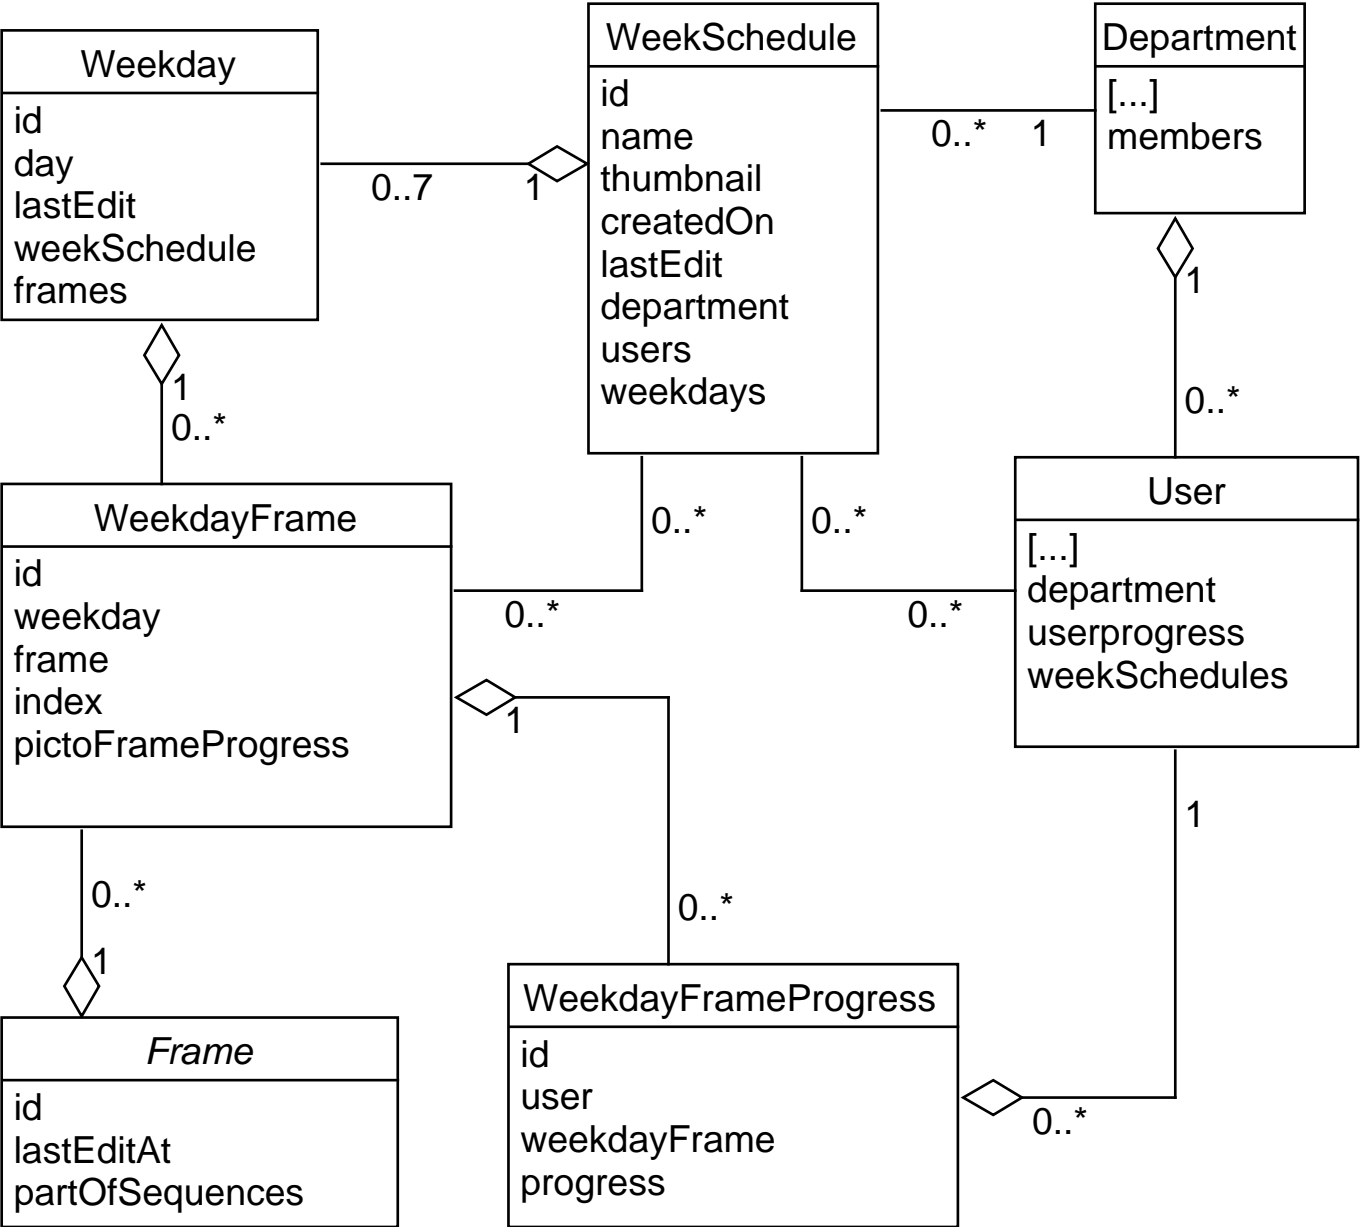 Weekday
id
day
lastEdit
weekSchedule
frames
0..7
1
WeekSchedule
id
name
thumbnail
createdOn
lastEdit
department
users
weekdays
0..*
1
Department
[...]
members
1
0..*
1
0..*
0..*
0..*
User
[...]
department
userprogress
weekSchedules
WeekdayFrame
id
weekday
frame
index
pictoFrameProgress
0..*
0..*
1
0..*
1
0..*
1
Frame
id
lastEditAt
partOfSequences
WeekdayFrameProgress
id
user
weekdayFrame
progress
0..*